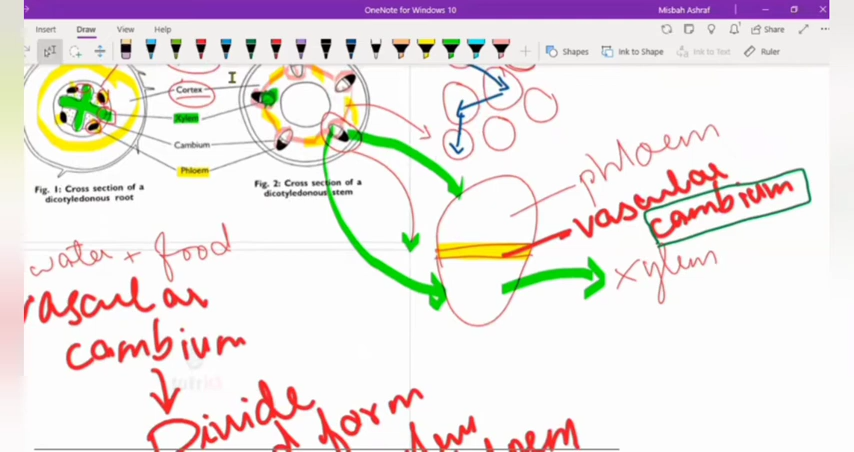 OneNote for Windows 10
Misbah Ashraf
Insert Draw View Help
Share
Shapes Ink to Shape Ink to Text Ruler
Cortex
Xylem
Cambium
Phloem
Fig. 1: Cross section of a
dicotyledonous root
Fig. 2: Cross section of a
dicotyledonous stem
phloem
vascular
cambium
xylem
water + food
vascular
cambium
Divide
form